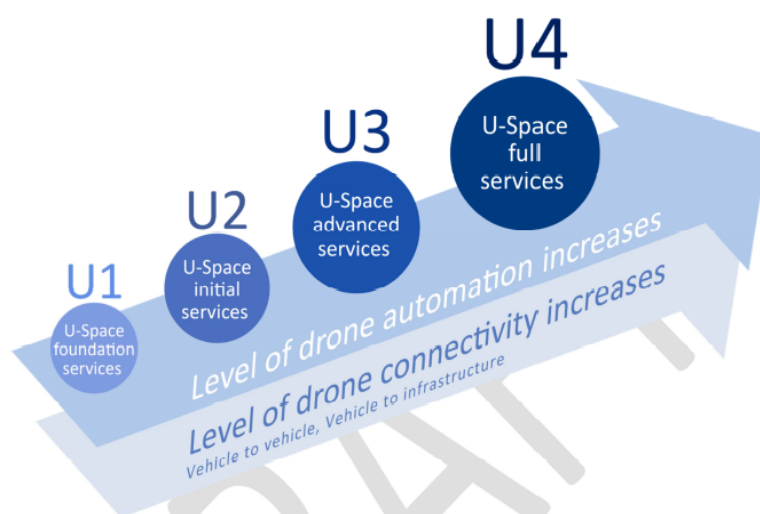 U4
U-Space
full
services
U3
U-Space
advanced
services
U2
U-Space
initial
services
U1
U-Space
foundation
services
Level of drone automation increases
Level of drone connectivity increases
Vehicle to vehicle, Vehicle to infrastructure